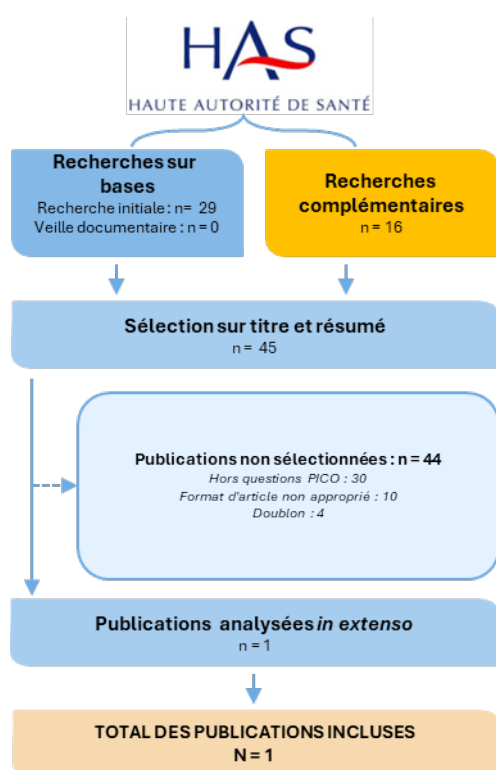 HAS
HAUTE AUTORITÉ DE SANTÉ
Recherches sur
bases
Recherche initiale : n= 29
Veille documentaire : n = 0
Recherches
complémentaires
n = 16
Sélection sur titre et résumé
n = 45
Publications non sélectionnées : n = 44
Hors questions PICO : 30
Format d'article non approprié : 10
Doublon : 4
Publications analysées in extenso
n = 1
TOTAL DES PUBLICATIONS INCLUSES
N = 1